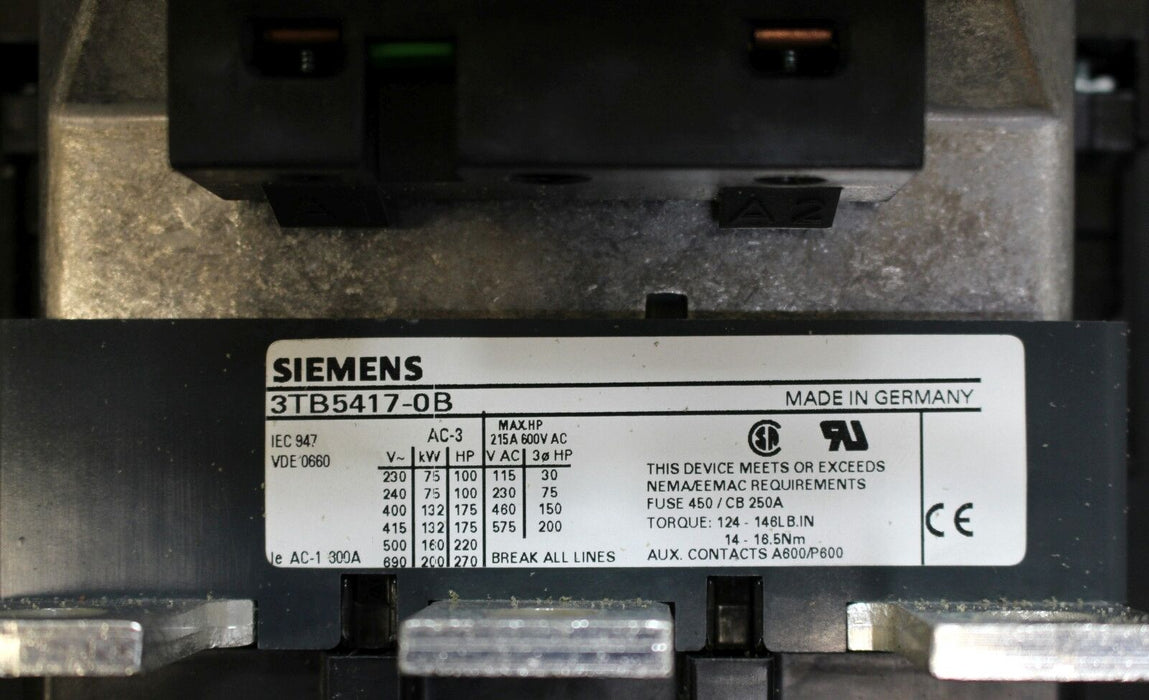 A1
A2
SIEMENS
3TB5417-0B
MADE IN GERMANY
IEC 947
VDE 0660
Ie AC-1 300A
AC-3
V~ kW HP
230 75 100
240 75 100
400 132 175
415 132 175
500 160 220
690 200 270
MAX.HP
215A 600V AC
V AC 3ø HP
115 30
230 75
460 150
575 200
BREAK ALL LINES
THIS DEVICE MEETS OR EXCEEDS
NEMA/EEMAC REQUIREMENTS
FUSE 450 / CB 250A
TORQUE: 124 - 146LB.IN
14 - 16.5Nm
AUX. CONTACTS A600/P600
CE